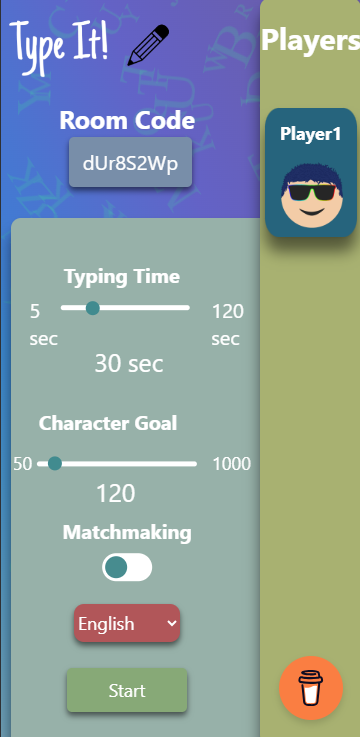 Type It!
Players
Room Code
dUr8S2Wp
Player1
Typing Time
5 sec
120 sec
30 sec
Character Goal
50
1000
120
Matchmaking
English
Start